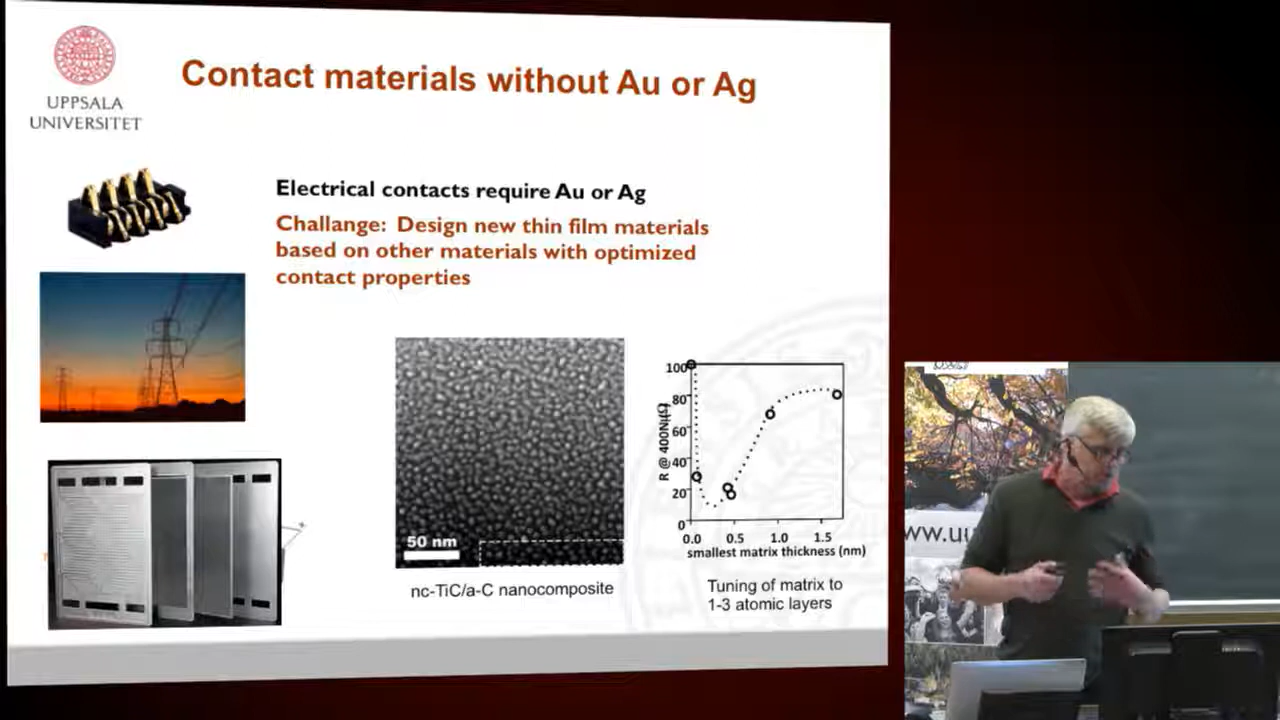 UPPSALA
UNIVERSITET
Contact materials without Au or Ag
Electrical contacts require Au or Ag
Challange: Design new thin film materials
based on other materials with optimized
contact properties
50 nm
nc-TiC/a-C nanocomposite
R @ 400N(Ω)
100
80
60
40
20
0
0.0 0.5 1.0 1.5
smallest matrix thickness (nm)
Tuning of matrix to
1-3 atomic layers
ww.u